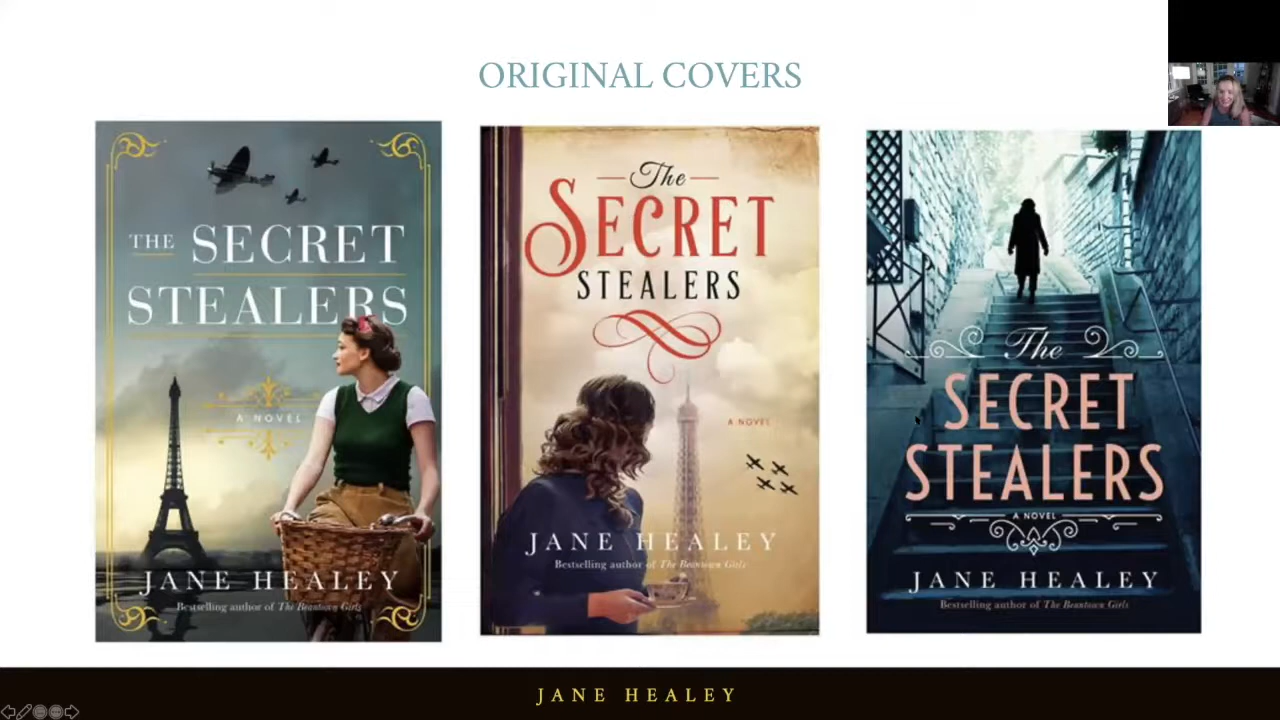 ORIGINAL COVERS
THE SECRET
STEALERS
A NOVEL
JANE HEALEY
Bestselling author of The Beantown Girls
The
SECRET
STEALERS
A NOVEL
JANE HEALEY
Bestselling author of The Beantown Girls
The
SECRET
STEALERS
A NOVEL
JANE HEALEY
Bestselling author of The Beantown Girls
JANE HEALEY